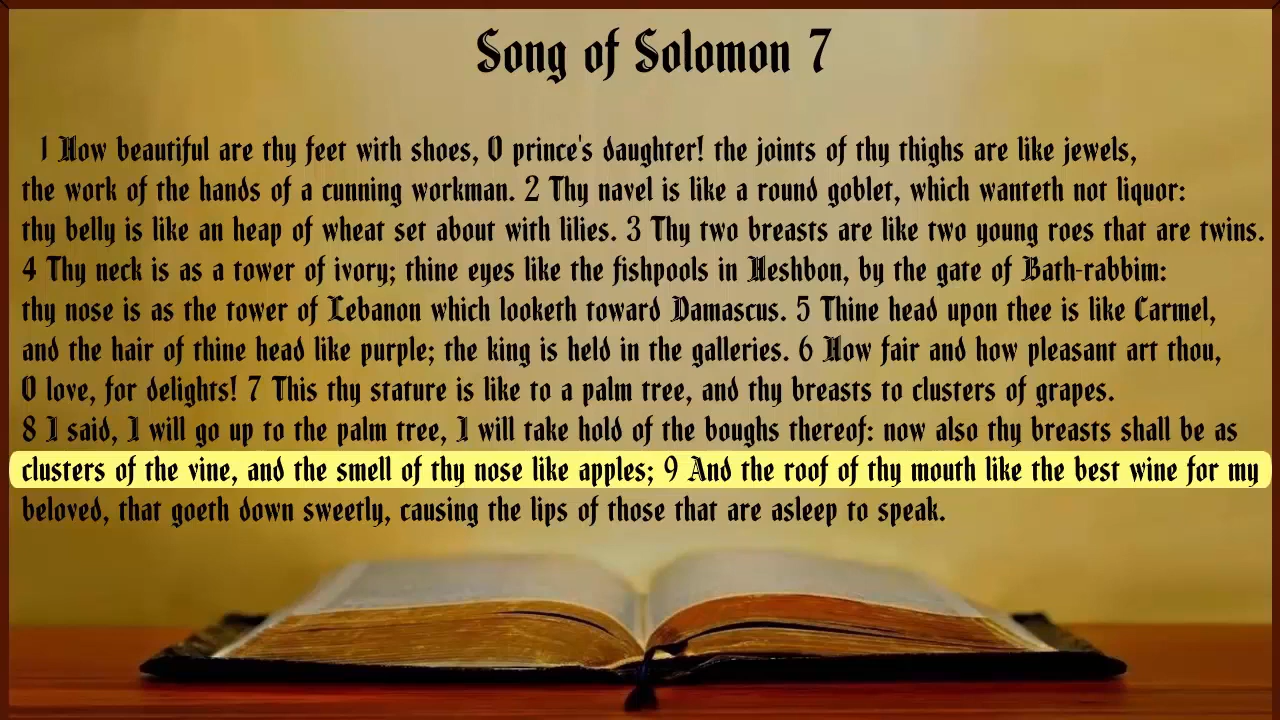 Song of Solomon 7
1 How beautiful are thy feet with shoes, O prince's daughter! the joints of thy thighs are like jewels,
the work of the hands of a cunning workman. 2 Thy navel is like a round goblet, which wanteth not liquor:
thy belly is like an heap of wheat set about with lilies. 3 Thy two breasts are like two young roes that are twins.
4 Thy neck is as a tower of ivory; thine eyes like the fishpools in Heshbon, by the gate of Bath-rabbim:
thy nose is as the tower of Lebanon which looketh toward Damascus. 5 Thine head upon thee is like Carmel,
and the hair of thine head like purple; the king is held in the galleries. 6 How fair and how pleasant art thou,
O love, for delights! 7 This thy stature is like to a palm tree, and thy breasts to clusters of grapes.
8 I said, I will go up to the palm tree, I will take hold of the boughs thereof: now also thy breasts shall be as
clusters of the vine, and the smell of thy nose like apples; 9 And the roof of thy mouth like the best wine for my
beloved, that goeth down sweetly, causing the lips of those that are asleep to speak.